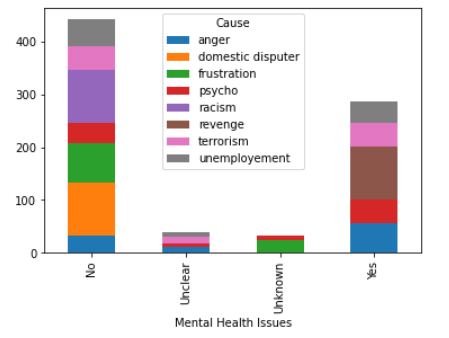 400
300
200
100
0
Cause
anger
domestic disputer
frustration
psycho
racism
revenge
terrorism
unemployement
No
Unclear
Unknown
Yes
Mental Health Issues